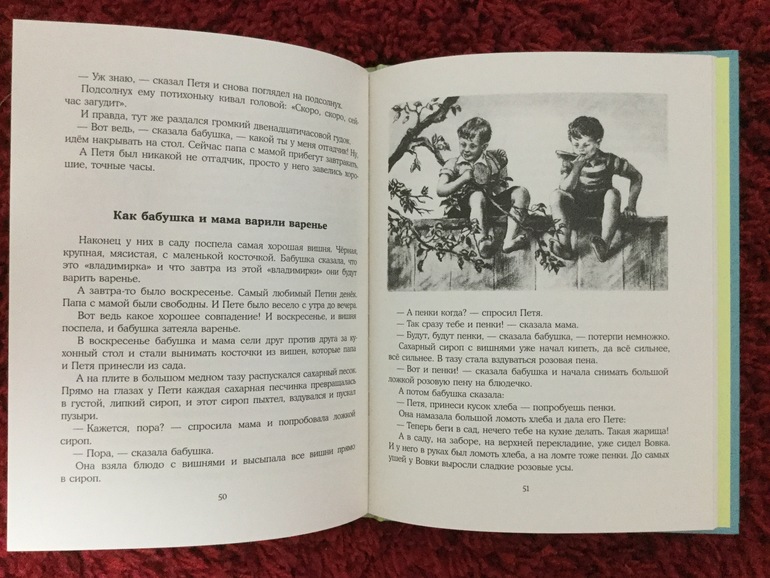 — Уж знаю, — сказал Петя и снова поглядел на подсолнух.
Подсолнух ему потихоньку кивал головой: «Скоро, скоро, сей-
час загудит».
И правда, тут же раздался громкий двенадцатичасовой гудок.
— Вот ведь, — сказала бабушка, — какой ты у меня отгадчик! Ну,
идём накрывать на стол. Сейчас папа с мамой прибегут завтракать.
А Петя был никакой не отгадчик, просто у него завелись хоро-
шие, точные часы.
Как бабушка и мама варили варенье
Наконец у них в саду поспела самая хорошая вишня. Чёрная,
крупная, мясистая, с маленькой косточкой. Бабушка сказала, что
это «владимирка» и что завтра из этой «владимирки» они будут
варить варенье.
А завтра-то было воскресенье. Самый любимый Петин денёк.
Папа с мамой были свободны. И Пете было весело с утра до вечера.
Вот ведь какое хорошее совпадение! И воскресенье, и вишня
поспела, и бабушка затеяла варенье.
В воскресенье бабушка и мама сели друг против друга за ку-
хонный стол и стали вынимать косточки из вишен, которые папа
и Петя принесли из сада.
А на плите в большом медном тазу распускался сахарный песок.
Прямо на глазах у Пети каждая сахарная песчинка превращалась
в густой, липкий сироп, и этот сироп пыхтел, вздувался и пускал
пузыри.
— Кажется, пора? — спросила мама и попробовала ложкой
сироп.
— Пора, — сказала бабушка.
Она взяла блюдо с вишнями и высыпала все вишни прямо
в сироп.
50
— А пенки когда? — спросил Петя.
— Так сразу тебе и пенки! — сказала мама.
— Будут, будут пенки, — сказала бабушка, — потерпи немножко.
Сахарный сироп с вишнями уже начал кипеть, да всё сильнее,
всё сильнее. В тазу стала вздуваться розовая пена.
— Вот и пенки! — сказала бабушка и начала снимать большой
ложкой розовую пену на блюдечко.
А потом бабушка сказала:
— Петя, принеси кусок хлеба — попробуешь пенки.
Она намазала большой ломоть хлеба и дала его Пете:
— Теперь беги в сад, нечего тебе на кухне делать. Такая жарища!
А в саду, на заборе, на верхней перекладине, уже сидел Вовка.
И у него в руках был ломоть хлеба, а на ломте тоже пенки. До самых
ушей у Вовки выросли сладкие розовые усы.
51